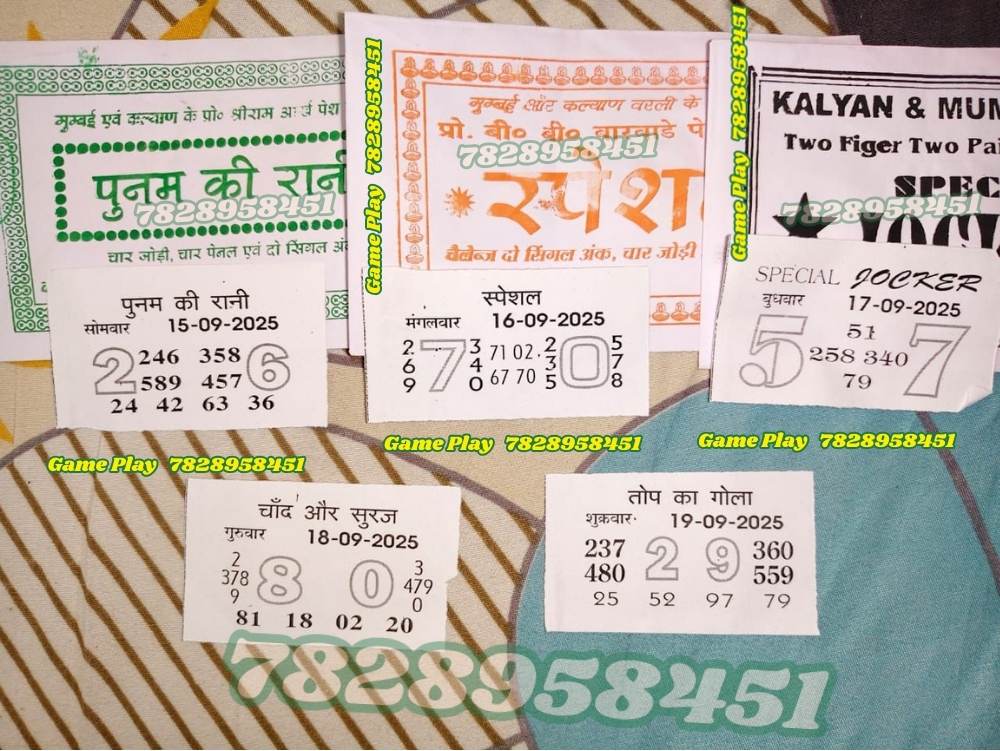 मुम्बई एवं कल्याण के प्रो० श्रीराम
पुनम की रानी
7828958451
चार जोड़ी, चार पेनल एवं दो सिंगल अंक
Game Play 7828958451
मुम्बई और कल्याण वरली के
प्रो. बी० बी० वारवाडे पे
7828958451
स्पेशल
चैलेन्ज दो सिंगल अंक, चार जोड़ी
Game Play 7828958451
KALYAN & MUM
Two Figer Two Pai
SPEC
7828958451
JOC
पुनम की रानी
सोमवार 15-09-2025
2 246 358 6
589 457
24 42 63 36
स्पेशल
मंगलवार 16-09-2025
2 3 71 02 . 2 5
6 7 4 3 0 7
9 0 67 70 5 8
SPECIAL JOCKER
बुधवार 17-09-2025
51
5 258 340 7
79
Game Play 7828958451
Game Play 7828958451
Game Play 7828958451
चाँद और सुरज
गुरुवार 18-09-2025
2 3
378 8 0 479
9 0
81 18 02 20
तोप का गोला
शुक्रवार 19-09-2025
237 2 9 360
480 559
25 52 97 79
7828958451